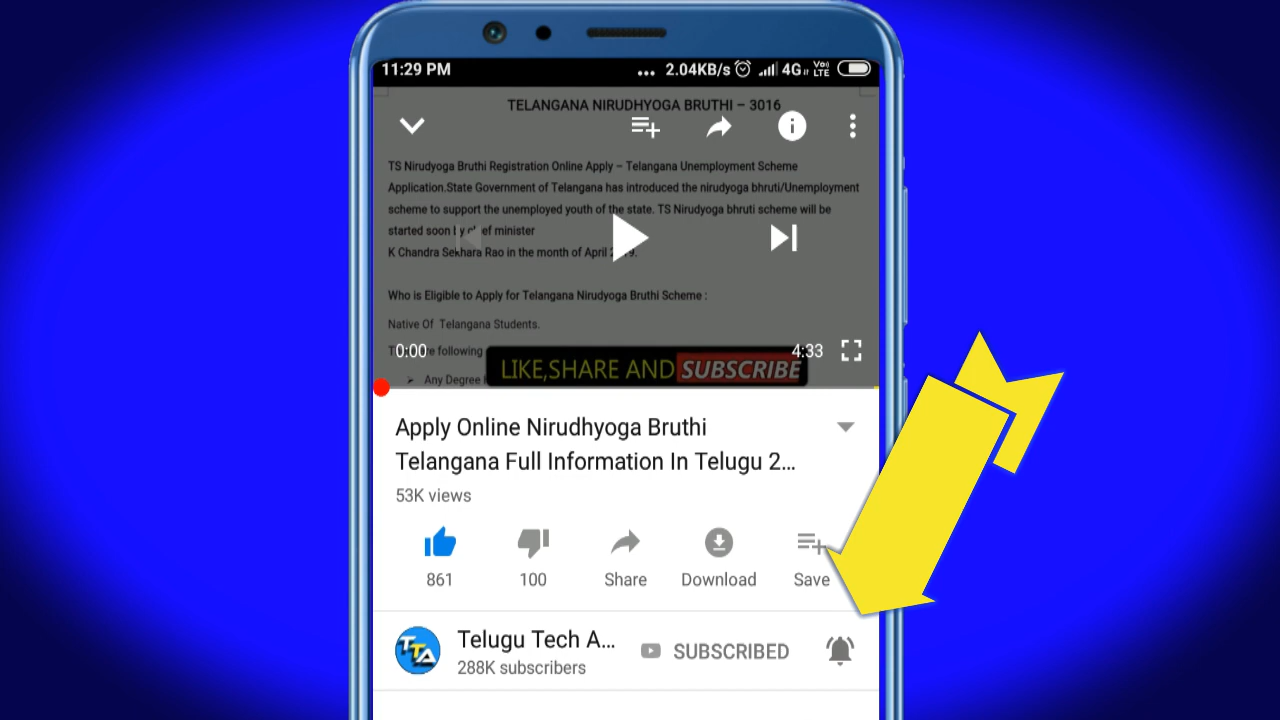 11:29 PM
... 2.04KB/s 4G VoLTE
TELANGANA NIRUDHYOGA BRUTHI – 3016
TS Nirudyoga Bruthi Registration Online Apply – Telangana Unemployment Scheme
Application.State Government of Telangana has introduced the nirudyoga bhruti/Unemployment
scheme to support the unemployed youth of the state. TS Nirudyoga bhruti scheme will be
started soon by chief minister
K Chandra Sekhara Rao in the month of April
Who is Eligible to Apply for Telangana Nirudyoga Bruthi Scheme :
Native Of Telangana Students.
0:00
following
4:33
Any Degree
LIKE,SHARE AND SUBSCRIBE
Apply Online Nirudhyoga Bruthi
Telangana Full Information In Telugu 2...
53K views
861
100
Share
Download
Save
TTA
Telugu Tech A...
SUBSCRIBED
288K subscribers